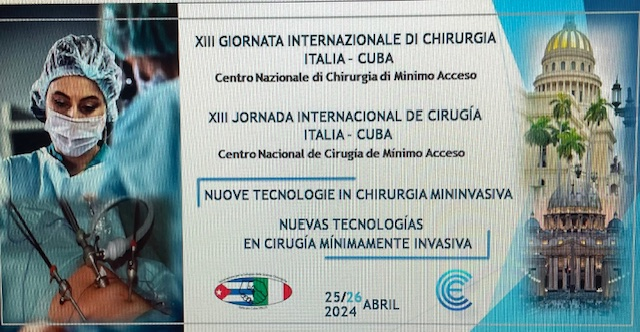 XIII GIORNATA INTERNAZIONALE DI CHIRURGIA
ITALIA - CUBA
Centro Nazionale di Chirurgia di Minimo Acceso
XIII JORNADA INTERNACIONAL DE CIRUGÍA
ITALIA - CUBA
Centro Nacional de Cirugia de Mínimo Acceso
NUOVE TECNOLOGIE IN CHIRURGIA MININVASIVA
NUEVAS TECNOLOGÍAS
EN CIRUGÍA MÍNIMAMENTE INVASIVA
25/26
2024 ABRIL